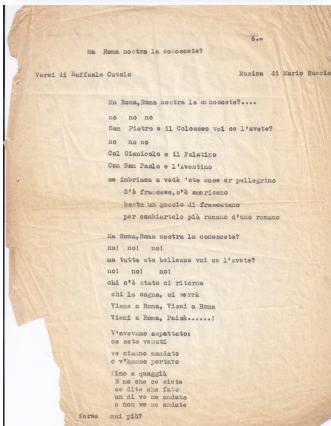 6.=
Ma Roma nostra la conoscete?
Versi di Raffaele Cutolo Musica di Mario Ruccio
Ma Roma,Roma nostra la conoscete?....
no no no
San Pietro e il Colosseo voi ce l'avete?
no no no
Col Gianicolo e il Palatino
Con San Paolo e l'Aventino
se imbrioca a vedè 'ste cose er pellegrino
S'è francese,s'è americano
basta un goccio di frascatano
per cambiartelo più romano d'uno romano
Ma Roma,Roma nostra la conoscete?
no! no! no!
ma tutte ste bellezze voi ce l'avete?
no! no! no!
chi c'è stato ci ritorna
chi la sogna, ci verrà
Viens a Roma, Vieni a Roma
Vieni a Roma, Paisà......!
V'avevamo aspettato:
ce sete venuti
ve cianno mandato
o v'hanno portato
Fino a quaggiù
E mo che ce siete
ce dite che fate
un dì ve ne andate
o non ve ne andate
forse mai più?